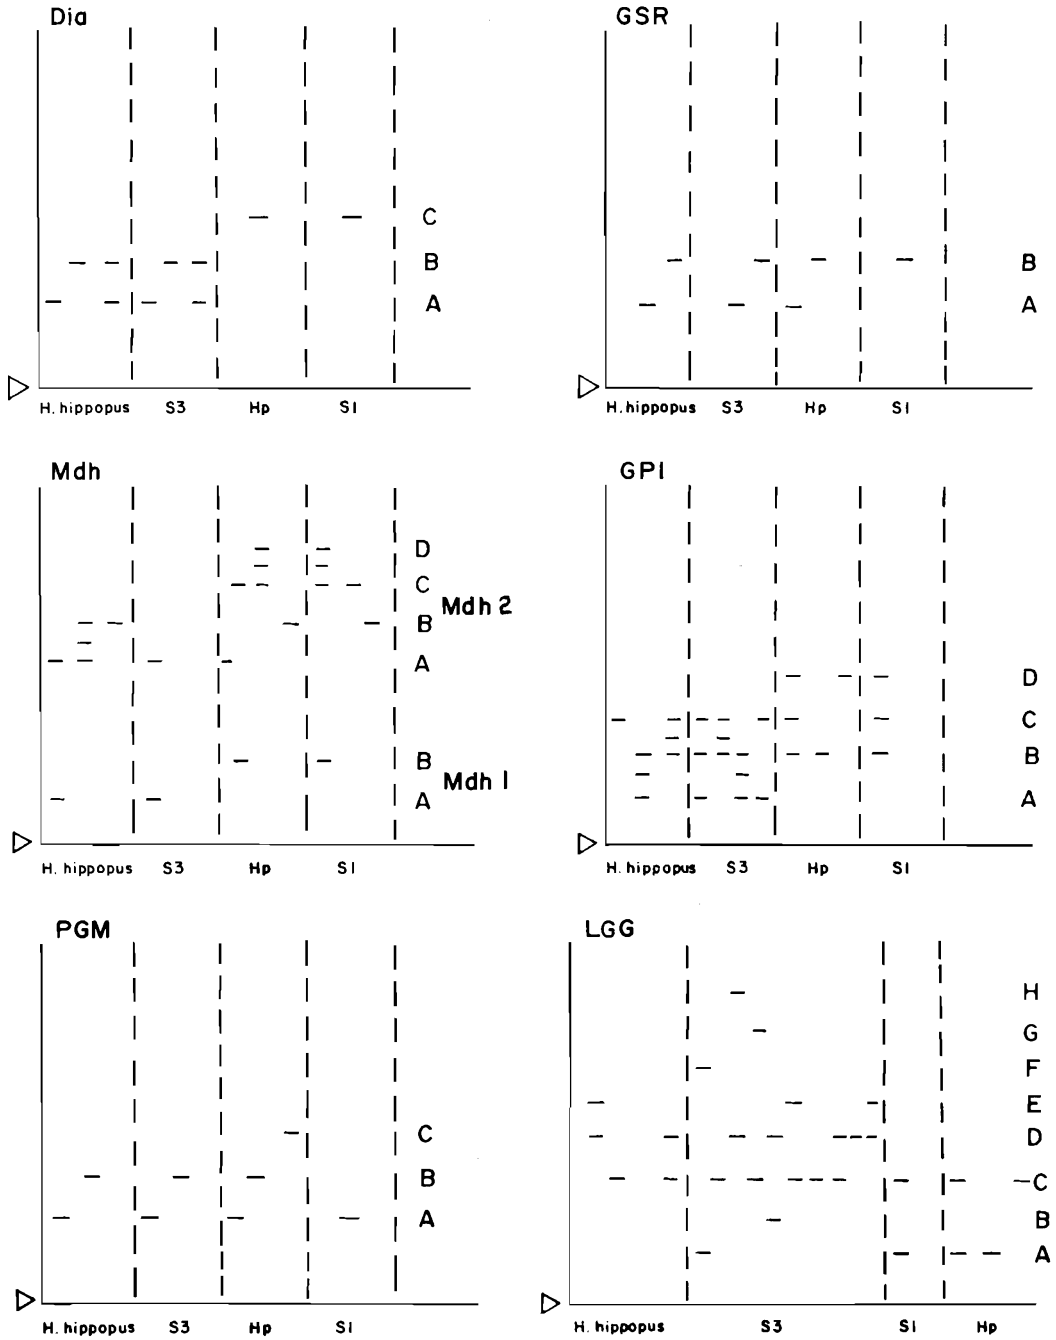 Dia
C
B
A
H. hippopus S3 Hp S1
GSR
B
A
H. hippopus S3 Hp S1
Mdh
D
C
Mdh 2
B
A
B
Mdh 1
A
H. hippopus S3 Hp S1
GPI
D
C
B
A
H. hippopus S3 Hp S1
PGM
C
B
A
H. hippopus S3 Hp S1
LGG
H
G
F
E
D
C
B
A
H. hippopus S3 S1 Hp